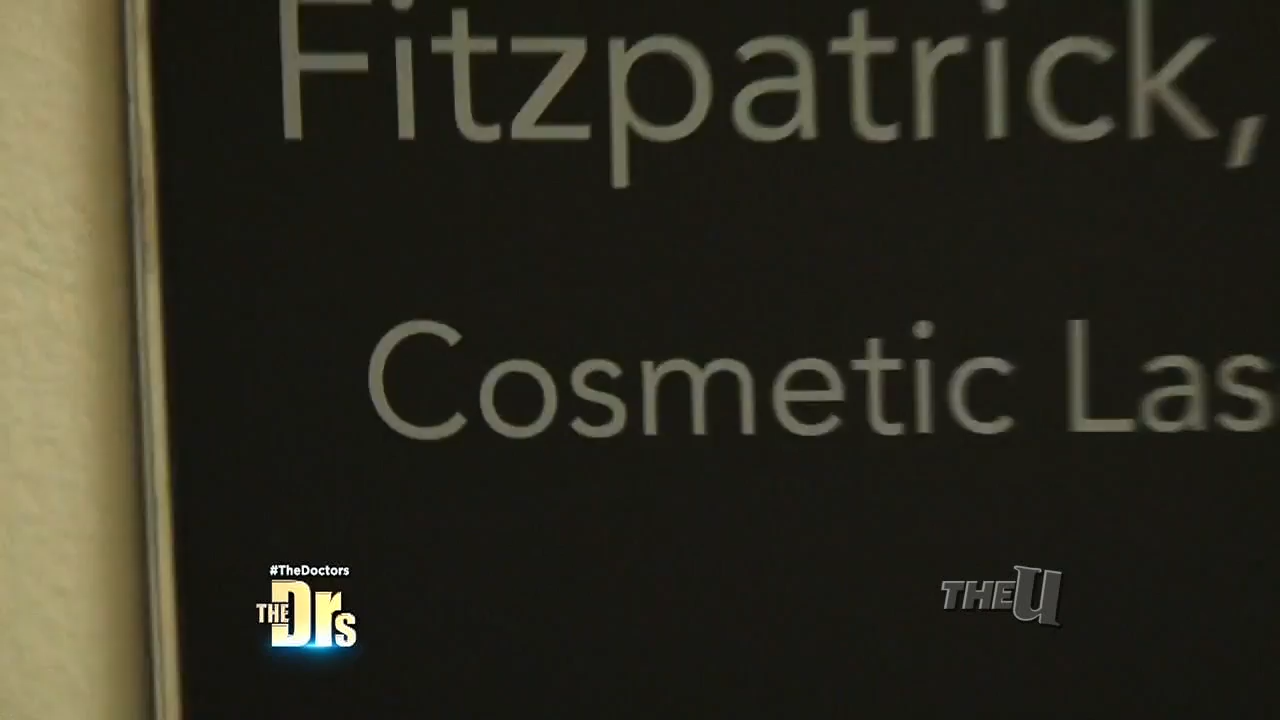 Fitzpatrick,
Cosmetic Las
#TheDoctors
THE Drs
THE U